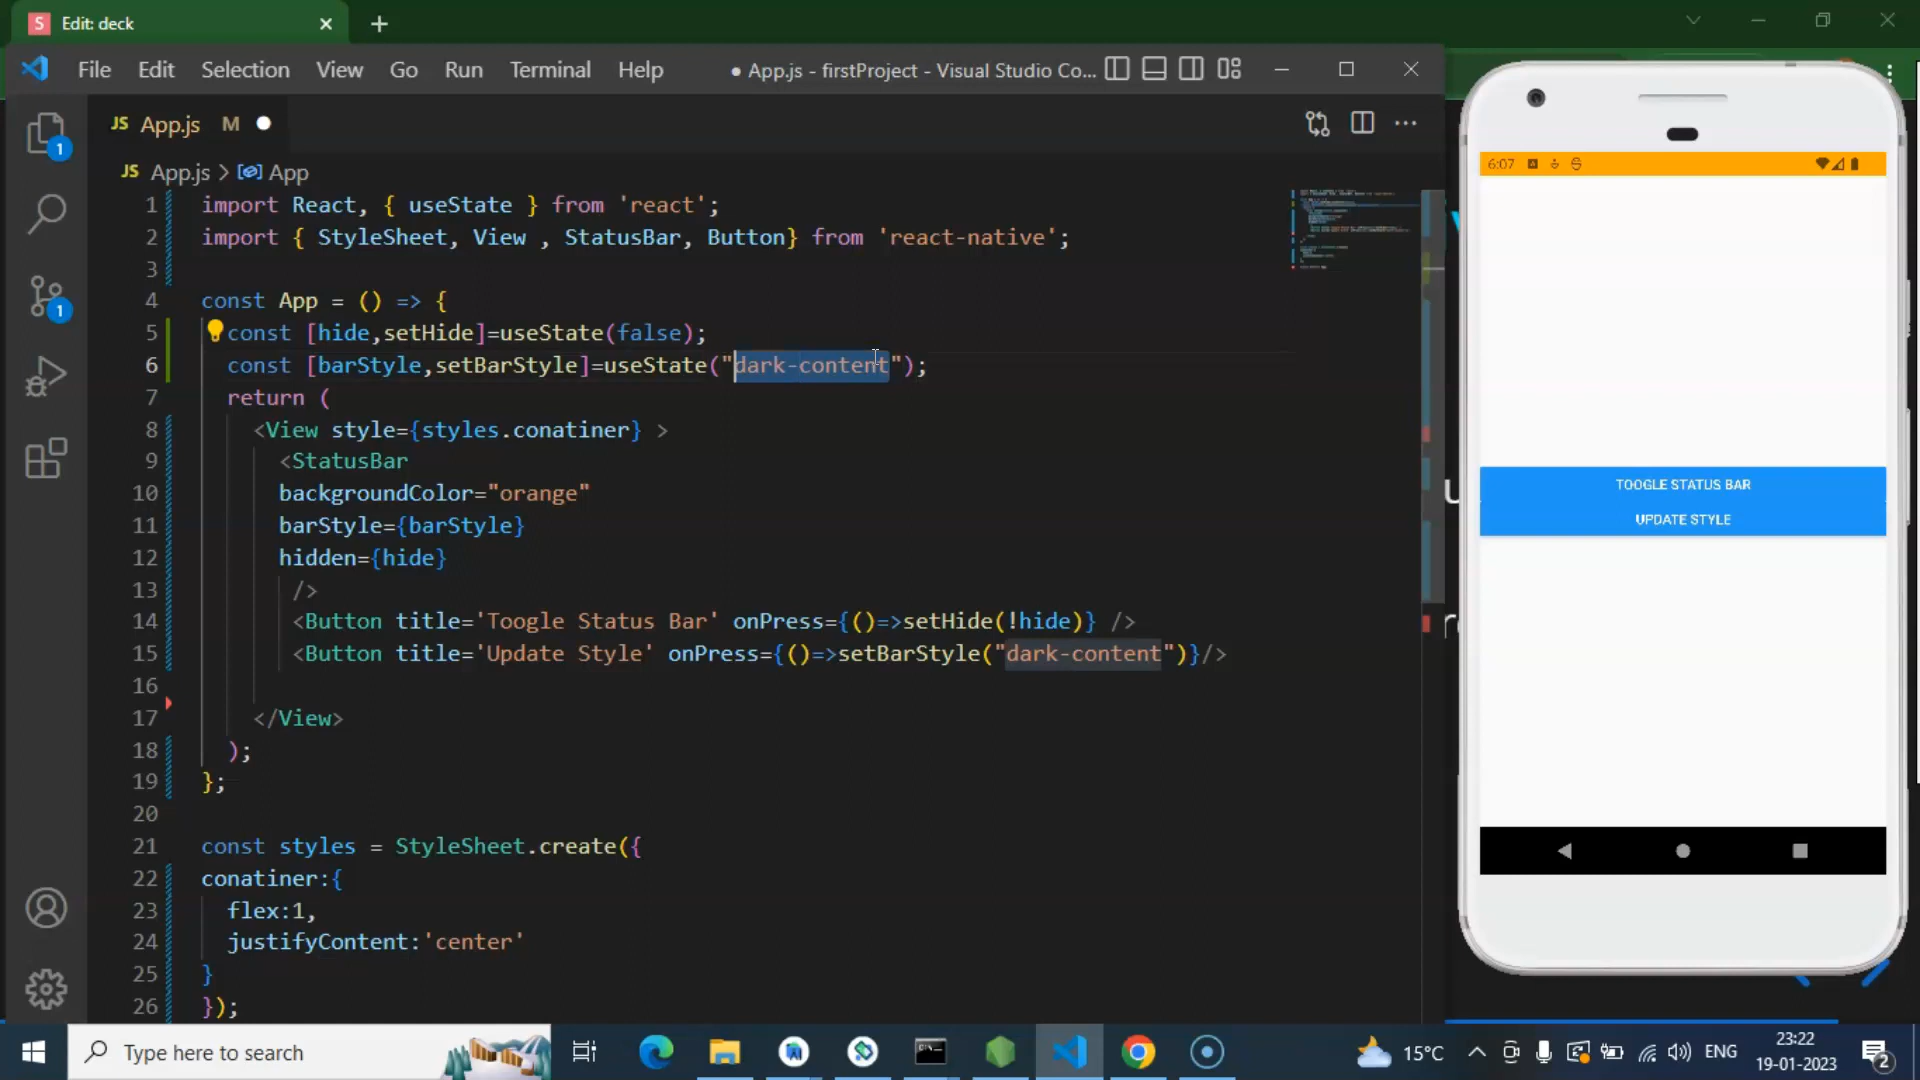 S Edit: deck
File Edit Selection View Go Run Terminal Help ● App.js - firstProject - Visual Studio Co...
JS App.js M
JS App.js > App
1 import React, { useState } from 'react';
2 import { StyleSheet, View , StatusBar, Button} from 'react-native';
3
4 const App = () => {
5 const [hide,setHide]=useState(false);
6 const [barStyle,setBarStyle]=useState("dark-content");
7 return (
8 <View style={styles.conatiner} >
9 <StatusBar
10 backgroundColor="orange"
11 barStyle={barStyle}
12 hidden={hide}
13 />
14 <Button title='Toogle Status Bar' onPress={()=>setHide(!hide)} />
15 <Button title='Update Style' onPress={()=>setBarStyle("dark-content")}/>
16
17 </View>
18 );
19 };
20
21 const styles = StyleSheet.create({
22 conatiner:{
23 flex:1,
24 justifyContent:'center'
25 }
26 });
1
1
6:07
TOOGLE STATUS BAR
UPDATE STYLE
Type here to search
15°C
ENG
23:22
19-01-2023
2